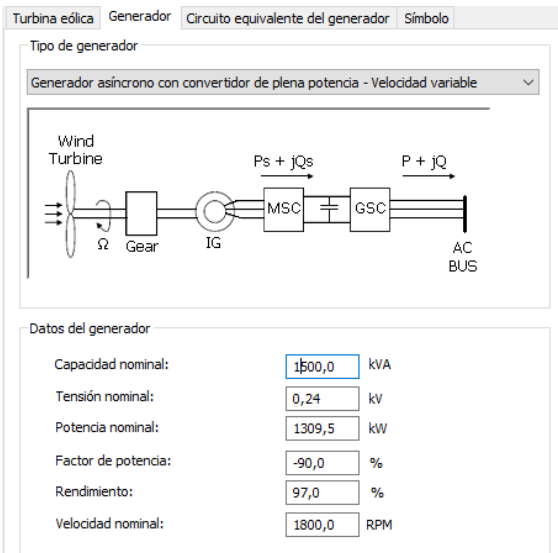 Turbina eólica Generador Circuito equivalente del generador Símbolo
Tipo de generador
Generador asíncrono con convertidor de plena potencia - Velocidad variable
Wind
Turbine
Ps + jQs
P + jQ
MSC
GSC
Ω
Gear
IG
AC
BUS
Datos del generador
Capacidad nominal: 1500,0 kVA
Tensión nominal: 0,24 kV
Potencia nominal: 1309,5 kW
Factor de potencia: -90,0 %
Rendimiento: 97,0 %
Velocidad nominal: 1800,0 RPM